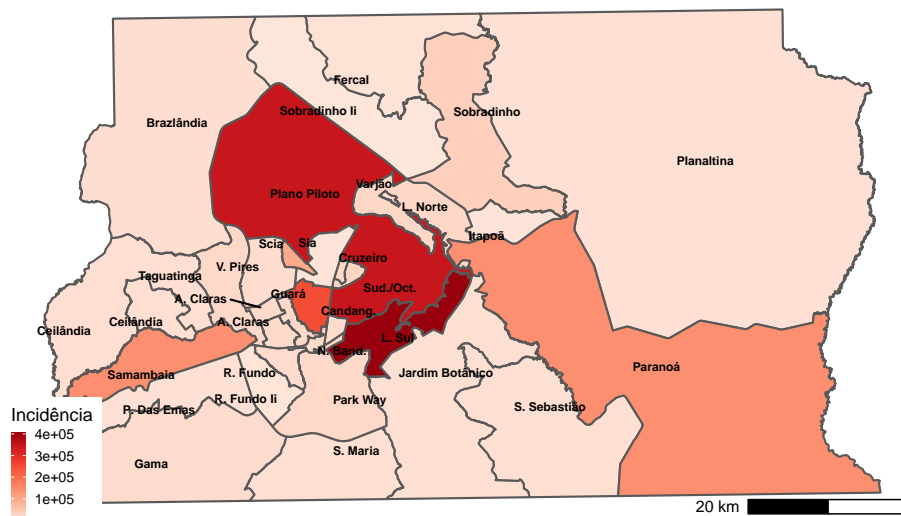 Fercal
Sobradinho Ii
Sobradinho
Brazlândia
Planaltina
Varjão
Plano Piloto
L. Norte
Itapoã
Scia
Sia
Cruzeiro
V. Pires
Taguatinga
Sud./Oct.
A. Claras
Guará
Candang.
Ceilândia
Ceilândia
A. Claras
L. Sul
N. Band.
Samambaia
R. Fundo
Jardim Botânico
Paranoá
R. Fundo Ii
Park Way
P. Das Emas
S. Sebastião
S. Maria
Gama
Incidência
4e+05
3e+05
2e+05
1e+05
20 km